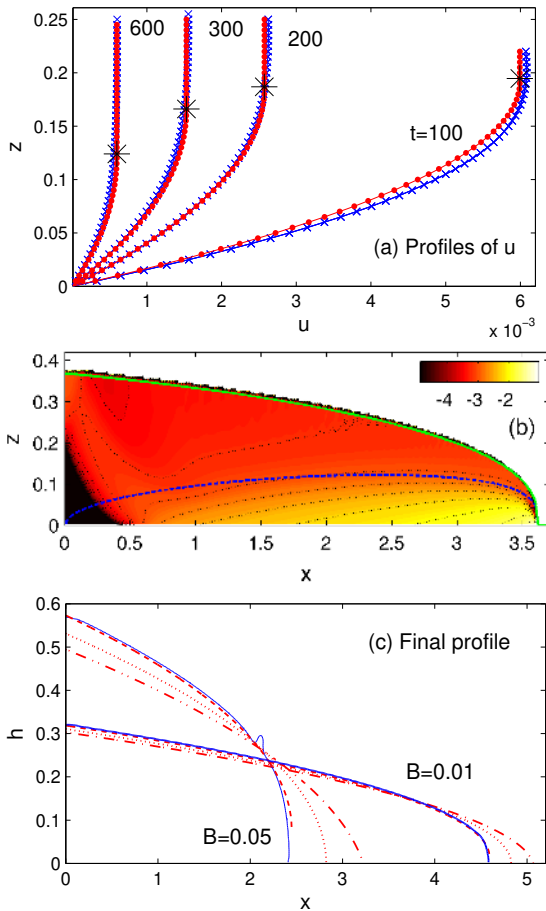 0.25
600
300
200
0.2
0.15
t=100
z
0.1
0.05
(a) Profiles of u
0
1 2 3 4 5 6
u
x 10⁻³
0.4
-4 -3 -2
0.3
z
(b)
0.2
0.1
0
0 0.5 1 1.5 2 2.5 3 3.5
x
0.6
(c) Final profile
0.5
0.4
h
0.3
B=0.01
0.2
0.1
B=0.05
0
0 1 2 3 4 5
x